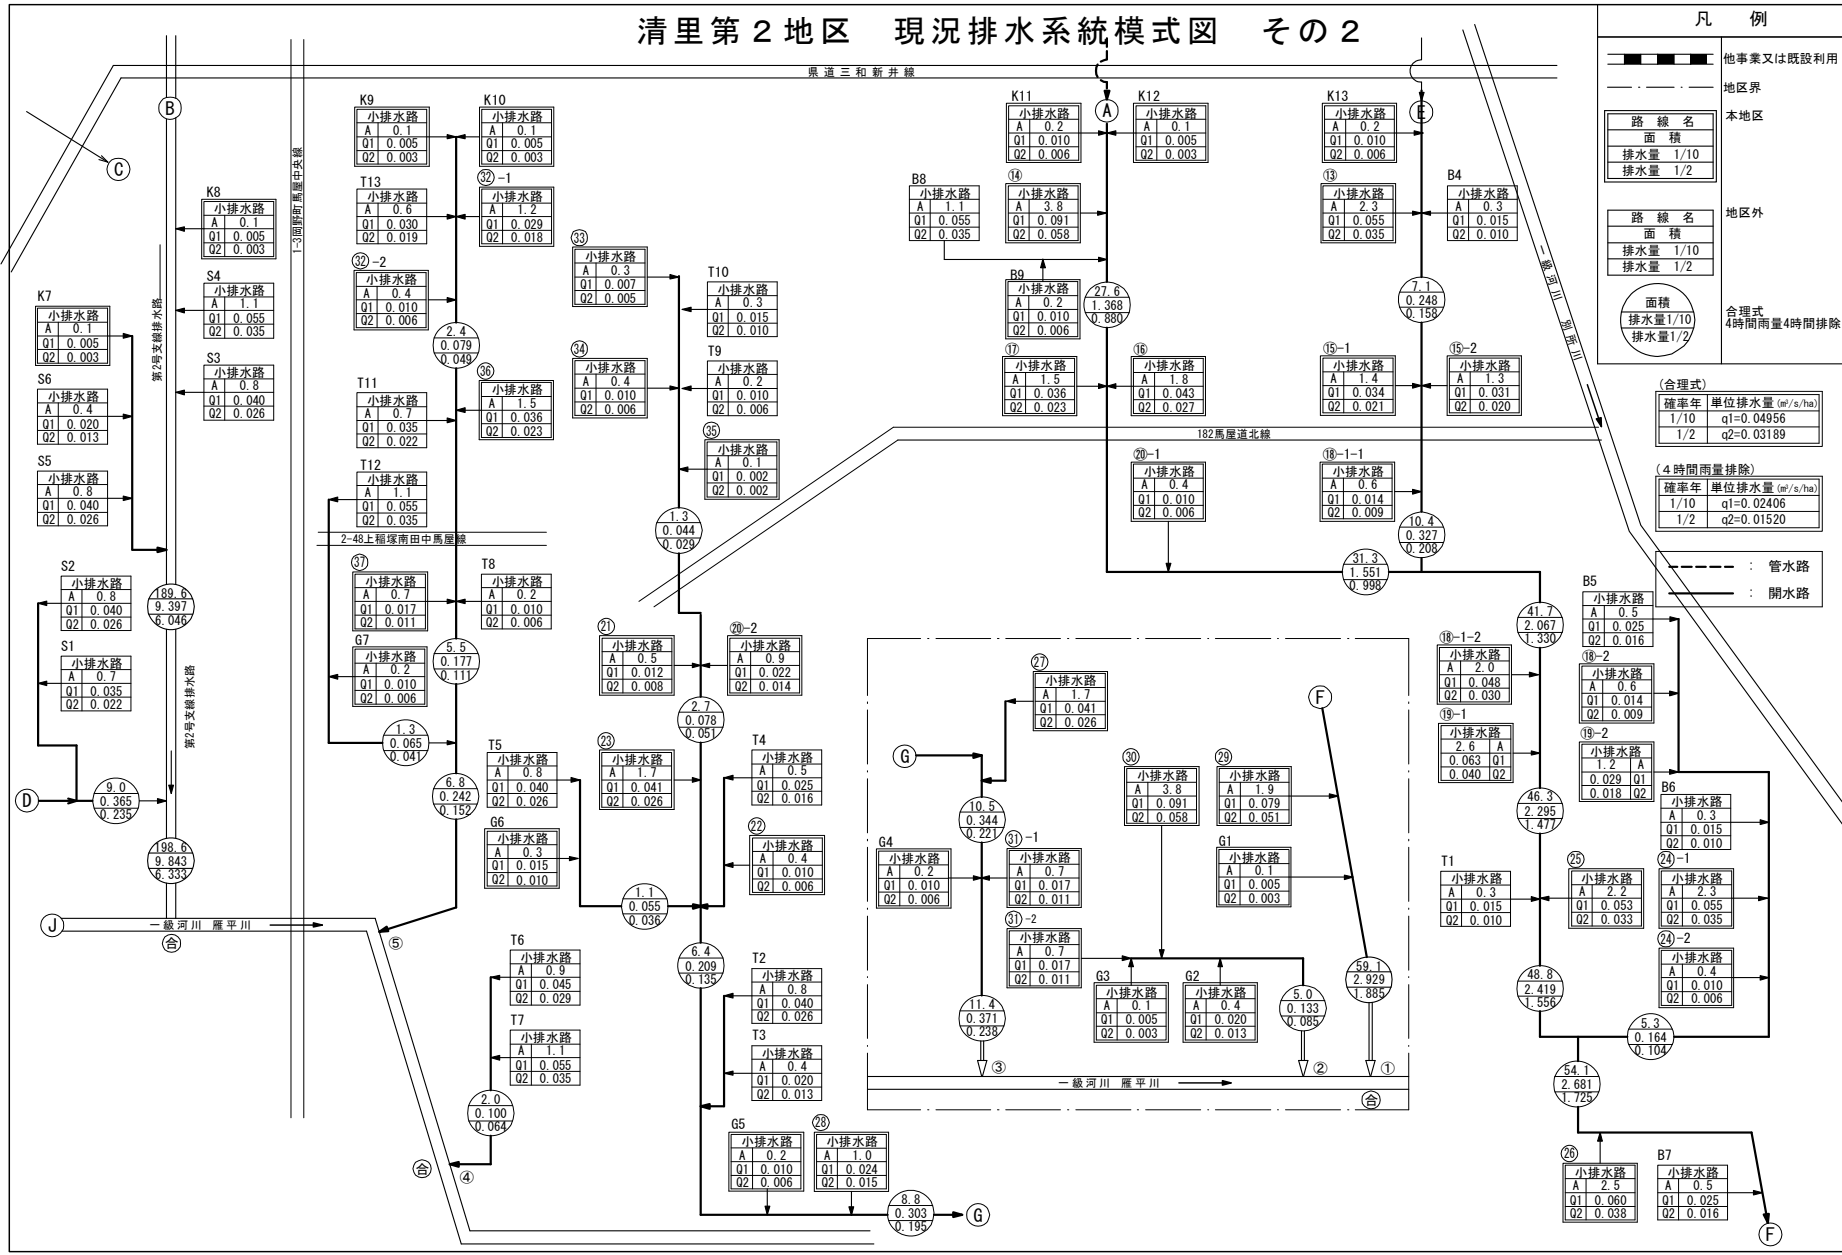 清里第２地区　現況排水系統模式図　その２
県道三和新井線
凡　例
他事業又は既設利用
地区界
路線名
面積
排水量 1/10
排水量 1/2
本地区
路線名
面積
排水量 1/10
排水量 1/2
地区外
面積
排水量1/10
排水量1/2
合理式
4時間雨量4時間排除
(合理式)
確率年 単位排水量(m³/s/ha)
1/10 q1=0.04956
1/2 q2=0.03189
(４時間雨量排除)
確率年 単位排水量(m³/s/ha)
1/10 q1=0.02406
1/2 q2=0.01520
： 管水路
： 開水路
B
C
1-3岡野町馬屋中央線
第2号支線排水路
第2号支線排水路
K8
小排水路
A 0.1
Q1 0.005
Q2 0.003
S4
小排水路
A 1.1
Q1 0.055
Q2 0.035
S3
小排水路
A 0.8
Q1 0.040
Q2 0.026
K7
小排水路
A 0.1
Q1 0.005
Q2 0.003
S6
小排水路
A 0.4
Q1 0.020
Q2 0.013
S5
小排水路
A 0.8
Q1 0.040
Q2 0.026
S2
小排水路
A 0.8
Q1 0.040
Q2 0.026
S1
小排水路
A 0.7
Q1 0.035
Q2 0.022
189.6
9.397
6.046
D
9.0
0.365
0.235
198.6
9.843
6.333
J
一級河川 雁平川
合
K9
小排水路
A 0.1
Q1 0.005
Q2 0.003
K10
小排水路
A 0.1
Q1 0.005
Q2 0.003
T13
小排水路
A 0.6
Q1 0.030
Q2 0.019
㉜-1
小排水路
A 1.2
Q1 0.029
Q2 0.018
㉜-2
小排水路
A 0.4
Q1 0.010
Q2 0.006
2.4
0.079
0.049
T11
小排水路
A 0.7
Q1 0.035
Q2 0.022
㊱
小排水路
A 1.5
Q1 0.036
Q2 0.023
T12
小排水路
A 1.1
Q1 0.055
Q2 0.035
2-48上稲塚南田中馬屋線
㊲
小排水路
A 0.7
Q1 0.017
Q2 0.011
T8
小排水路
A 0.2
Q1 0.010
Q2 0.006
G7
小排水路
A 0.2
Q1 0.010
Q2 0.006
5.5
0.177
0.111
1.3
0.065
0.041
6.8
0.242
0.152
⑤
㉝
小排水路
A 0.3
Q1 0.007
Q2 0.005
T10
小排水路
A 0.3
Q1 0.015
Q2 0.010
㉞
小排水路
A 0.4
Q1 0.010
Q2 0.006
T9
小排水路
A 0.2
Q1 0.010
Q2 0.006
㉟
小排水路
A 0.1
Q1 0.002
Q2 0.002
1.3
0.044
0.029
㉑
小排水路
A 0.5
Q1 0.012
Q2 0.008
⑳-2
小排水路
A 0.9
Q1 0.022
Q2 0.014
2.7
0.078
0.051
T5
小排水路
A 0.8
Q1 0.040
Q2 0.026
㉓
小排水路
A 1.7
Q1 0.041
Q2 0.026
T4
小排水路
A 0.5
Q1 0.025
Q2 0.016
G6
小排水路
A 0.3
Q1 0.015
Q2 0.010
㉒
小排水路
A 0.4
Q1 0.010
Q2 0.006
1.1
0.055
0.036
6.4
0.209
0.135
T6
小排水路
A 0.9
Q1 0.045
Q2 0.029
T7
小排水路
A 1.1
Q1 0.055
Q2 0.035
2.0
0.100
0.064
合
④
T2
小排水路
A 0.8
Q1 0.040
Q2 0.026
T3
小排水路
A 0.4
Q1 0.020
Q2 0.013
G5
小排水路
A 0.2
Q1 0.010
Q2 0.006
㉘
小排水路
A 1.0
Q1 0.024
Q2 0.015
8.8
0.303
0.195
G
K11
小排水路
A 0.2
Q1 0.010
Q2 0.006
A
K12
小排水路
A 0.1
Q1 0.005
Q2 0.003
K13
小排水路
A 0.2
Q1 0.010
Q2 0.006
E
B8
小排水路
A 1.1
Q1 0.055
Q2 0.035
⑭
小排水路
A 3.8
Q1 0.091
Q2 0.058
⑬
小排水路
A 2.3
Q1 0.055
Q2 0.035
B4
小排水路
A 0.3
Q1 0.015
Q2 0.010
B9
小排水路
A 0.2
Q1 0.010
Q2 0.006
27.6
1.368
0.880
7.1
0.248
0.158
一級河川 別所川
⑰
小排水路
A 1.5
Q1 0.036
Q2 0.023
⑯
小排水路
A 1.8
Q1 0.043
Q2 0.027
⑮-1
小排水路
A 1.4
Q1 0.034
Q2 0.021
⑮-2
小排水路
A 1.3
Q1 0.031
Q2 0.020
182馬屋道北線
⑳-1
小排水路
A 0.4
Q1 0.010
Q2 0.006
⑱-1-1
小排水路
A 0.6
Q1 0.014
Q2 0.009
10.4
0.327
0.208
31.3
1.551
0.998
41.7
2.067
1.330
B5
小排水路
A 0.5
Q1 0.025
Q2 0.016
⑱-1-2
小排水路
A 2.0
Q1 0.048
Q2 0.030
⑱-2
小排水路
A 0.6
Q1 0.014
Q2 0.009
⑲-1
小排水路
2.6 A
0.063 Q1
0.040 Q2
⑲-2
小排水路
1.2 A
0.029 Q1
0.018 Q2
46.3
2.295
1.477
B6
小排水路
A 0.3
Q1 0.015
Q2 0.010
T1
小排水路
A 0.3
Q1 0.015
Q2 0.010
㉕
小排水路
A 2.2
Q1 0.053
Q2 0.033
㉔-1
小排水路
A 2.3
Q1 0.055
Q2 0.035
㉔-2
小排水路
A 0.4
Q1 0.010
Q2 0.006
48.8
2.419
1.556
5.3
0.164
0.104
54.1
2.681
1.725
㉖
小排水路
A 2.5
Q1 0.060
Q2 0.038
B7
小排水路
A 0.5
Q1 0.025
Q2 0.016
F
㉗
小排水路
A 1.7
Q1 0.041
Q2 0.026
F
G
10.5
0.344
0.221
㉚
小排水路
A 3.8
Q1 0.091
Q2 0.058
㉙
小排水路
A 1.9
Q1 0.079
Q2 0.051
G4
小排水路
A 0.2
Q1 0.010
Q2 0.006
㉛-1
小排水路
A 0.7
Q1 0.017
Q2 0.011
G1
小排水路
A 0.1
Q1 0.005
Q2 0.003
㉛-2
小排水路
A 0.7
Q1 0.017
Q2 0.011
G3
小排水路
A 0.1
Q1 0.005
Q2 0.003
G2
小排水路
A 0.4
Q1 0.020
Q2 0.013
11.4
0.371
0.238
5.0
0.133
0.085
59.1
2.929
1.885
③
②
①
一級河川 雁平川
合